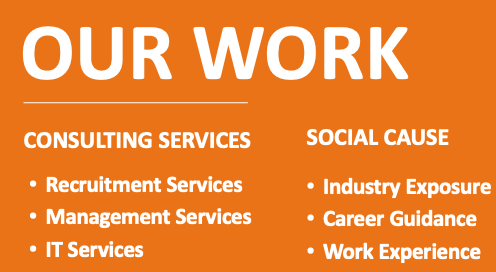 OUR WORK
CONSULTING SERVICES
• Recruitment Services
• Management Services
• IT Services
SOCIAL CAUSE
• Industry Exposure
• Career Guidance
• Work Experience